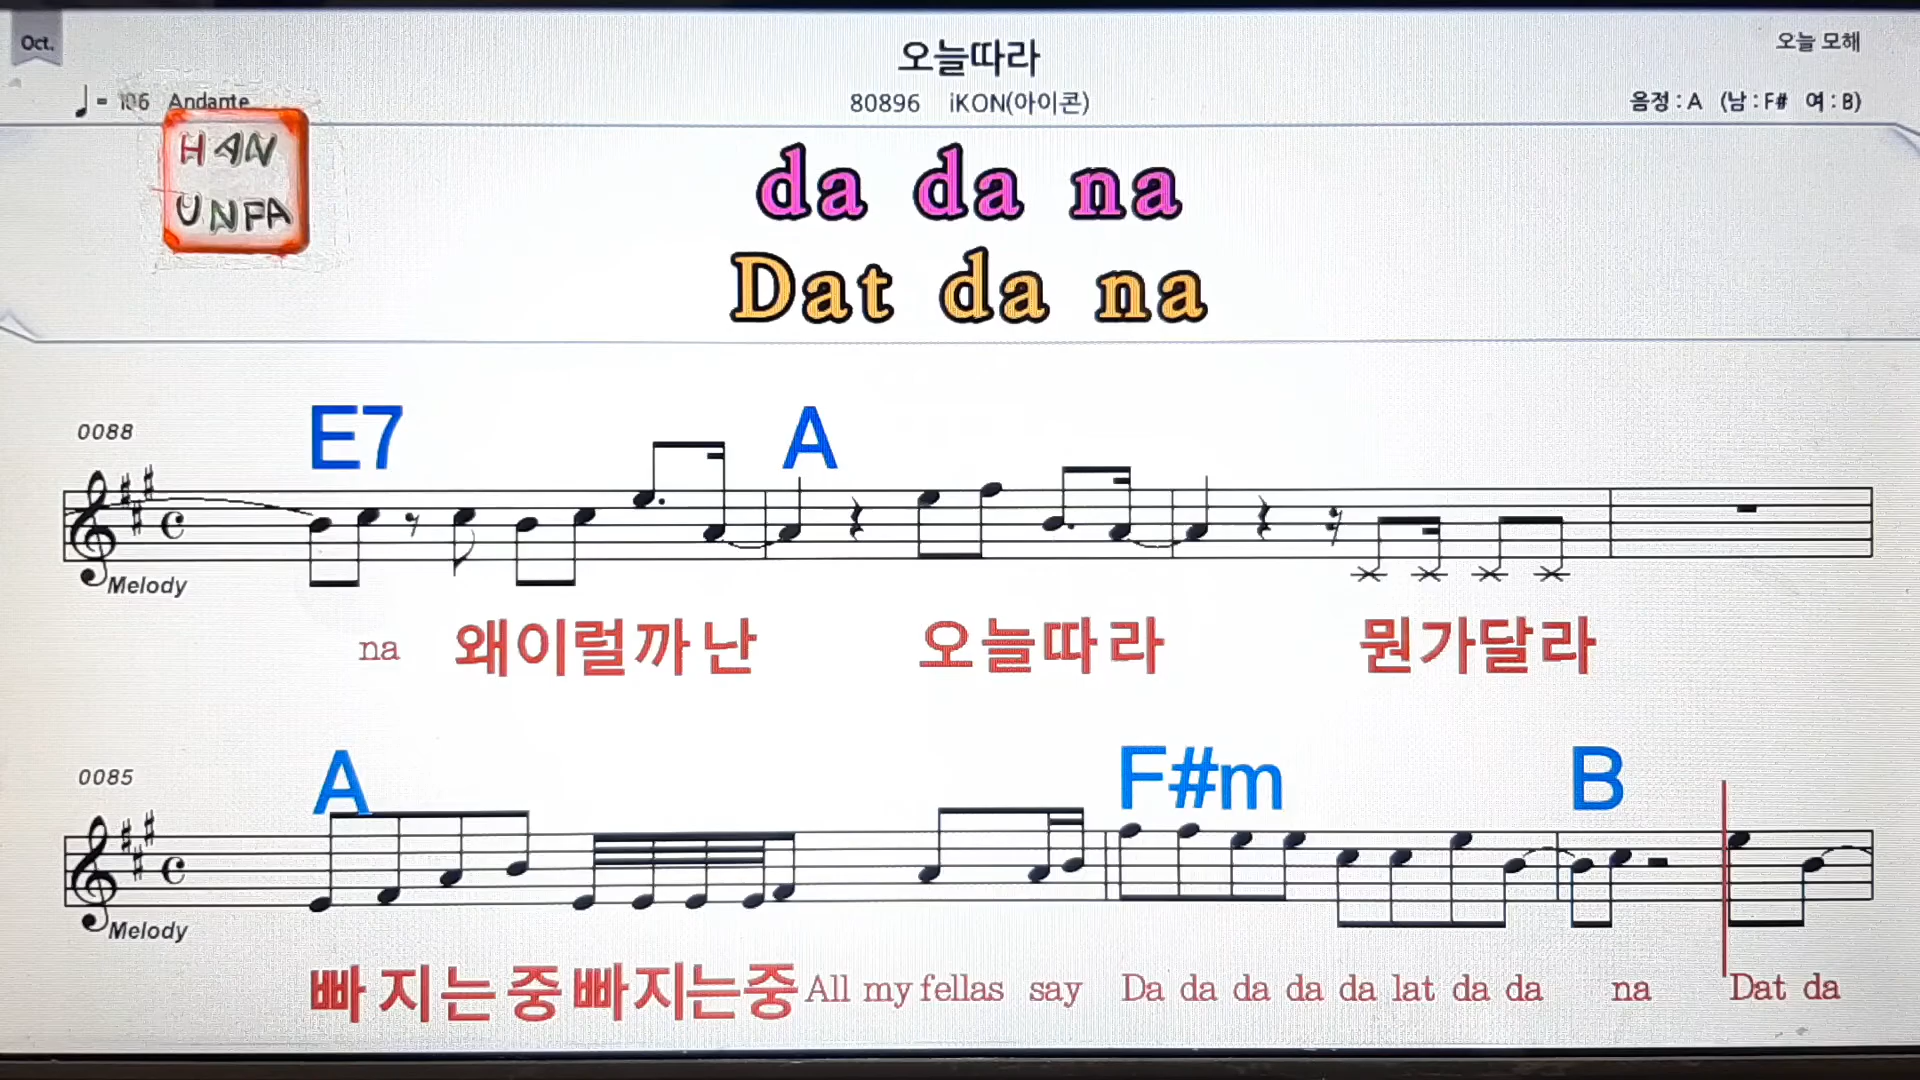 Oct.
오늘따라
오늘 모해
= 106 Andante
80896 iKON(아이콘)
음정 : A (남 : F# 여 : B)
HAN
UNFA
da da na
Dat da na
0088
E7 A
Melody
na 왜이럴까난 오늘따라 뭔가달라
0085
A F#m B
Melody
빠지는중빠지는중 All my fellas say Da da da da da lat da da na Dat da